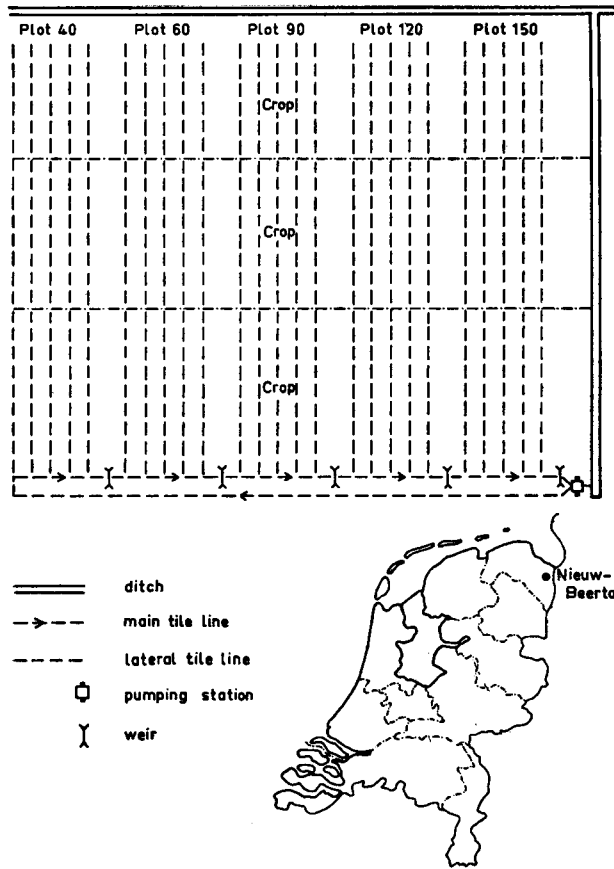 Plot 40 Plot 60 Plot 90 Plot 120 Plot 150
Crop
Crop
Crop
ditch
main tile line
lateral tile line
pumping station
weir
Nieuw-
Beerta